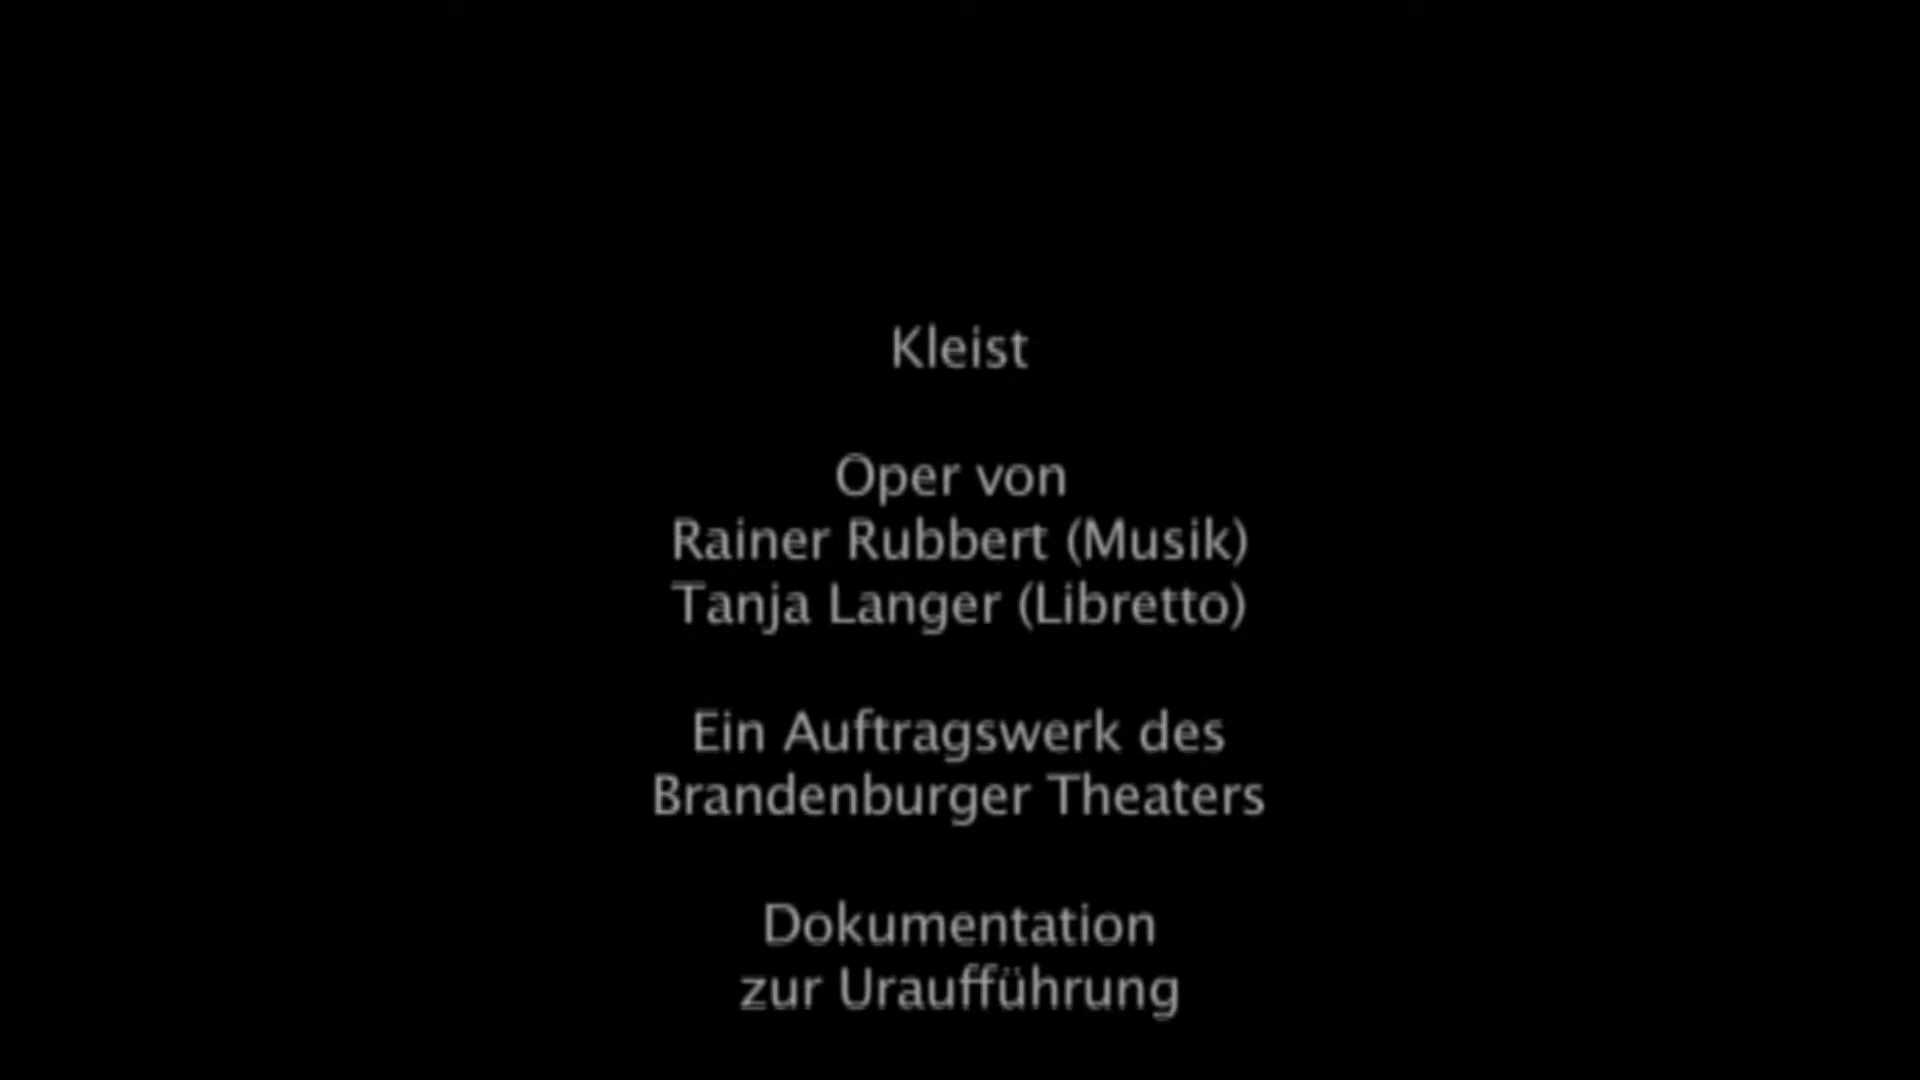 Kleist
Oper von
Rainer Rubbert (Musik)
Tanja Langer (Libretto)
Ein Auftragswerk des
Brandenburger Theaters
Dokumentation
zur Uraufführung